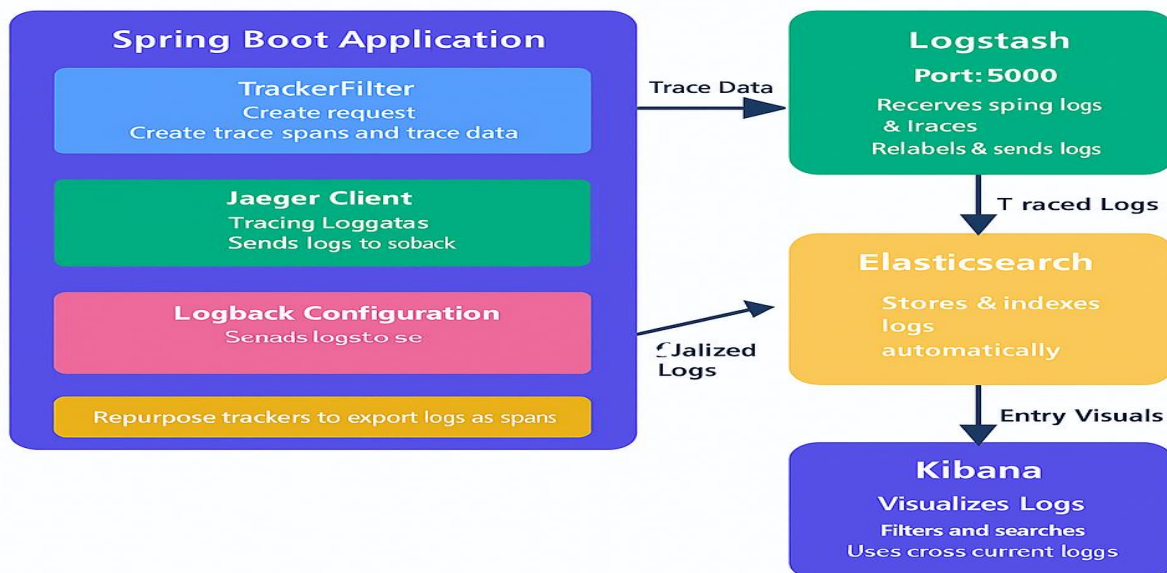 Spring Boot Application
TrackerFilter
Create request
Create trace spans and trace data
Jaeger Client
Tracing Loggatas
Sends logs to soback
Logback Configuration
Senads logsto se
Repurpose trackers to export logs as spans
Trace Data
Jalized
Logs
Logstash
Port: 5000
Recerves sping logs
& Iraces
Relabels & sends logs
T raced Logs
Elasticsearch
Stores & indexes
logs
automatically
Entry Visuals
Kibana
Visualizes Logs
Filters and searches
Uses cross current loggs